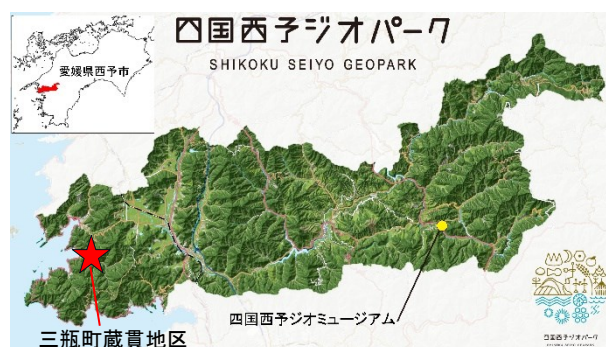 四国西予ジオパーク
SHIKOKU SEIYO GEOPARK
愛媛県西予市
四国西予ジオミュージアム
三瓶町蔵貫地区
四国西予ジオパーク